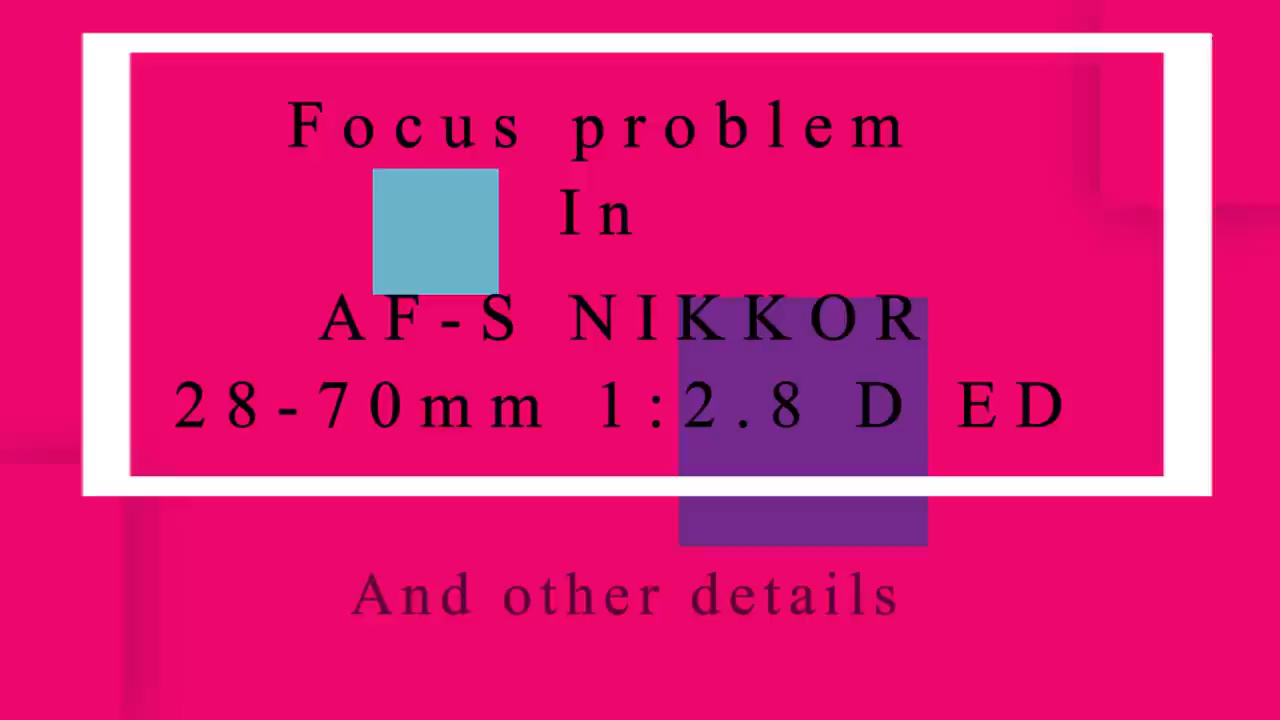 Focus problem
In
AF-S NIKKOR
28-70mm 1:2.8 D ED
And other details